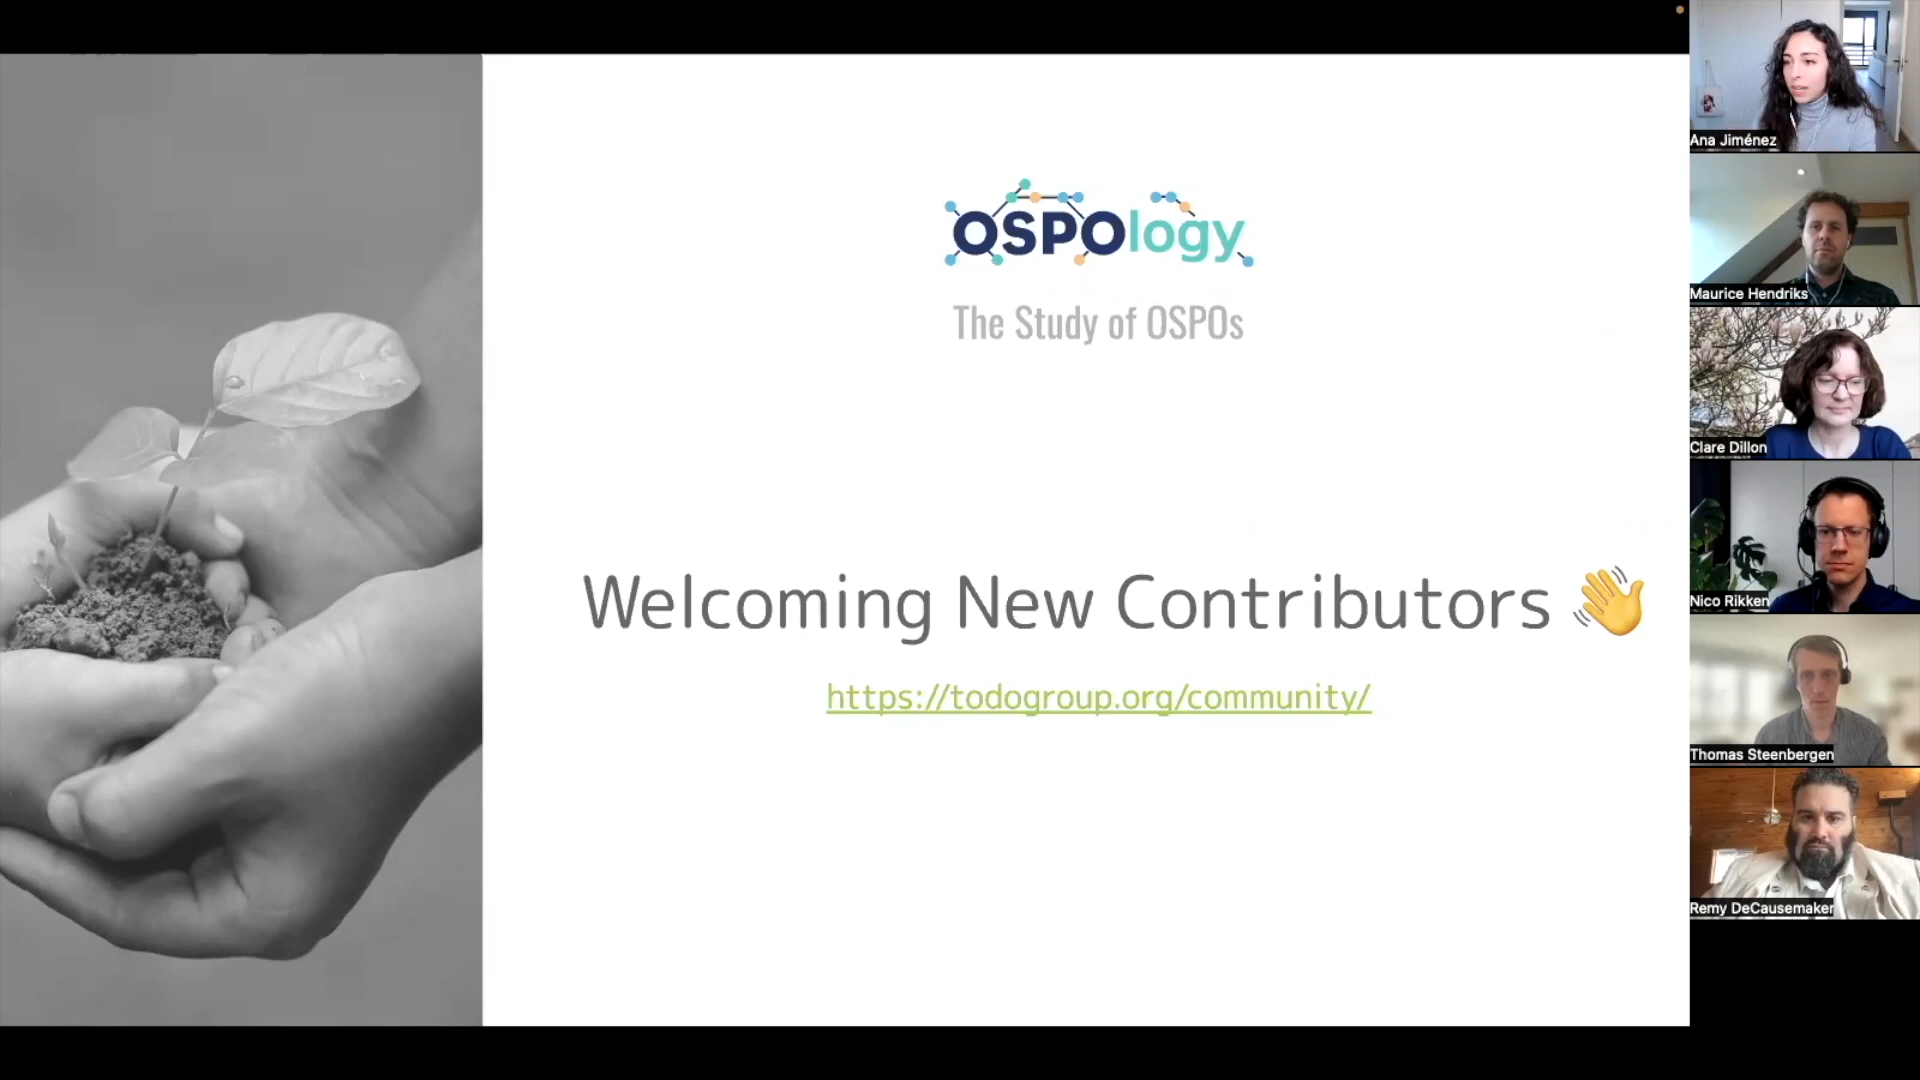 OSPOlogy
The Study of OSPOs
Welcoming New Contributors 👋
https://todogroup.org/community/
Ana Jiménez
Maurice Hendriks
Clare Dillon
Nico Rikken
Thomas Steenbergen
Remy DeCausemaker